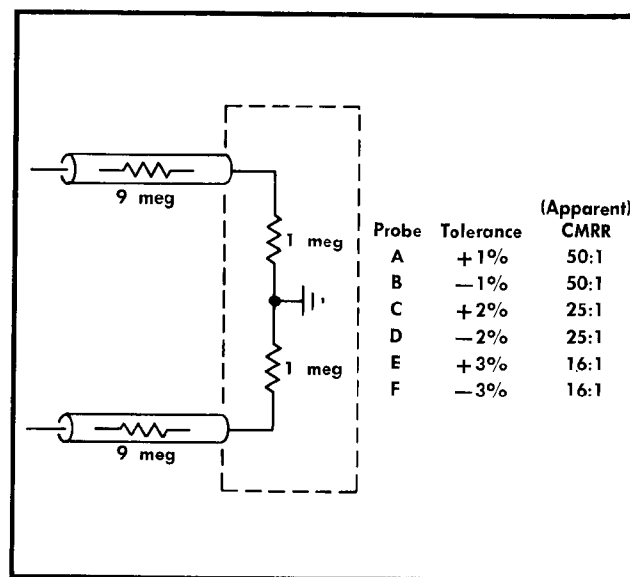 9 meg
1 meg
1 meg
9 meg
(Apparent)
Probe Tolerance CMRR
A +1% 50:1
B −1% 50:1
C +2% 25:1
D −2% 25:1
E +3% 16:1
F −3% 16:1